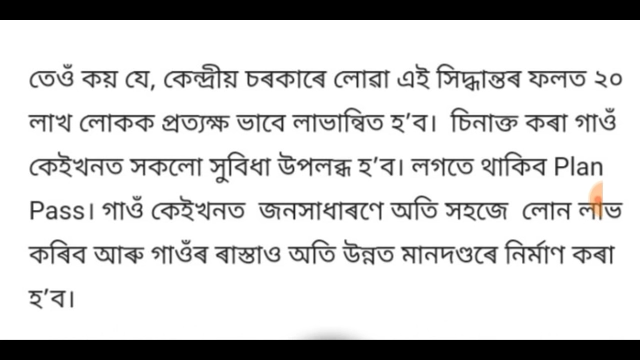 তেওঁ কয় যে, কেন্দ্ৰীয় চৰকাৰে লোৱা এই সিদ্ধান্তৰ ফলত ২০
লাখ লোকক প্ৰত্যক্ষ ভাবে লাভান্বিত হ’ব। চিনাক্ত কৰা গাওঁ
কেইখনত সকলো সুবিধা উপলব্ধ হ’ব। লগতে থাকিব Plan
Pass। গাওঁ কেইখনত জনসাধাৰণে অতি সহজে লোন লাভ
কৰিব আৰু গাওঁৰ ৰাস্তাও অতি উন্নত মানদণ্ডৰে নিৰ্মাণ কৰা
হ’ব।